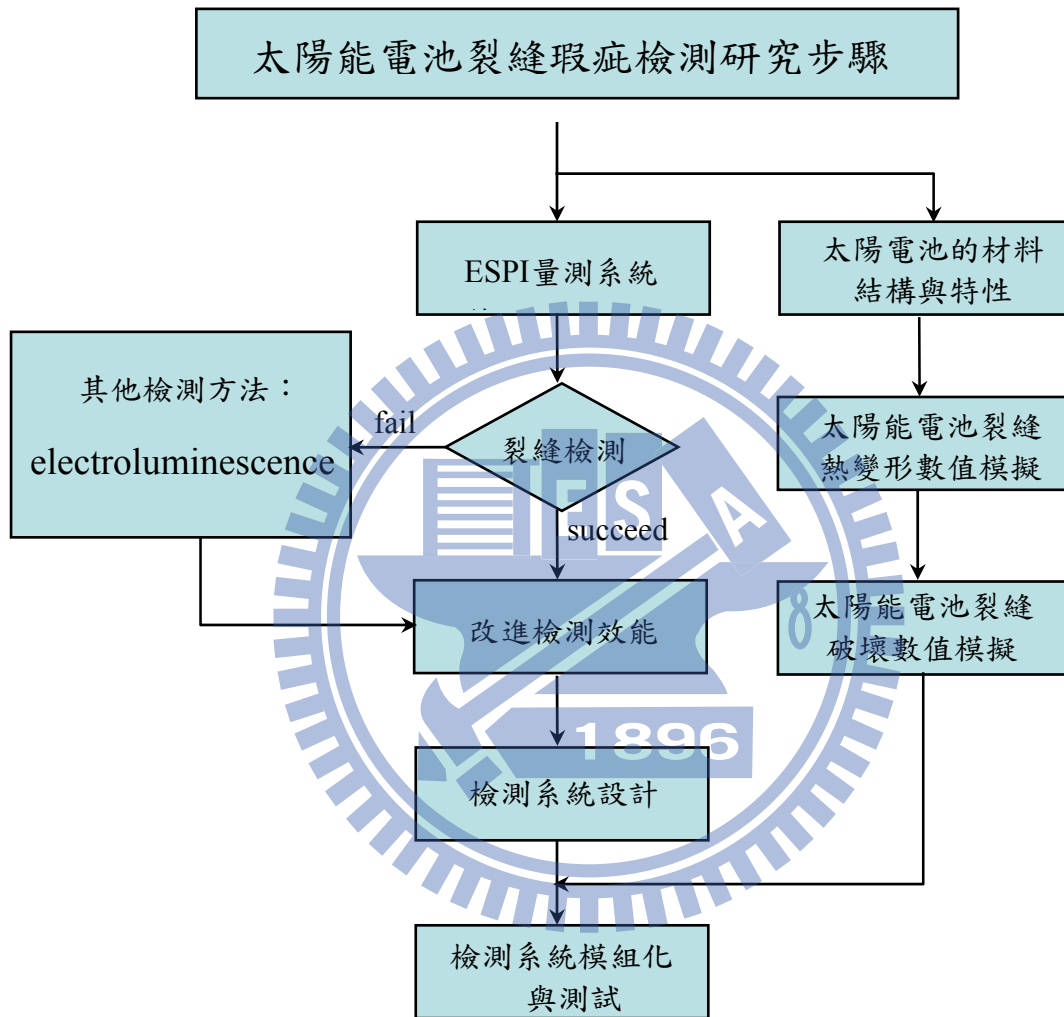 太陽能電池裂縫瑕疵檢測研究步驟
ESPI量測系統
太陽電池的材料
結構與特性
其他檢測方法：
electroluminescence
fail
裂縫檢測
succeed
太陽能電池裂縫
熱變形數值模擬
改進檢測效能
太陽能電池裂縫
破壞數值模擬
檢測系統設計
檢測系統模組化
與測試
E S A
8
1896